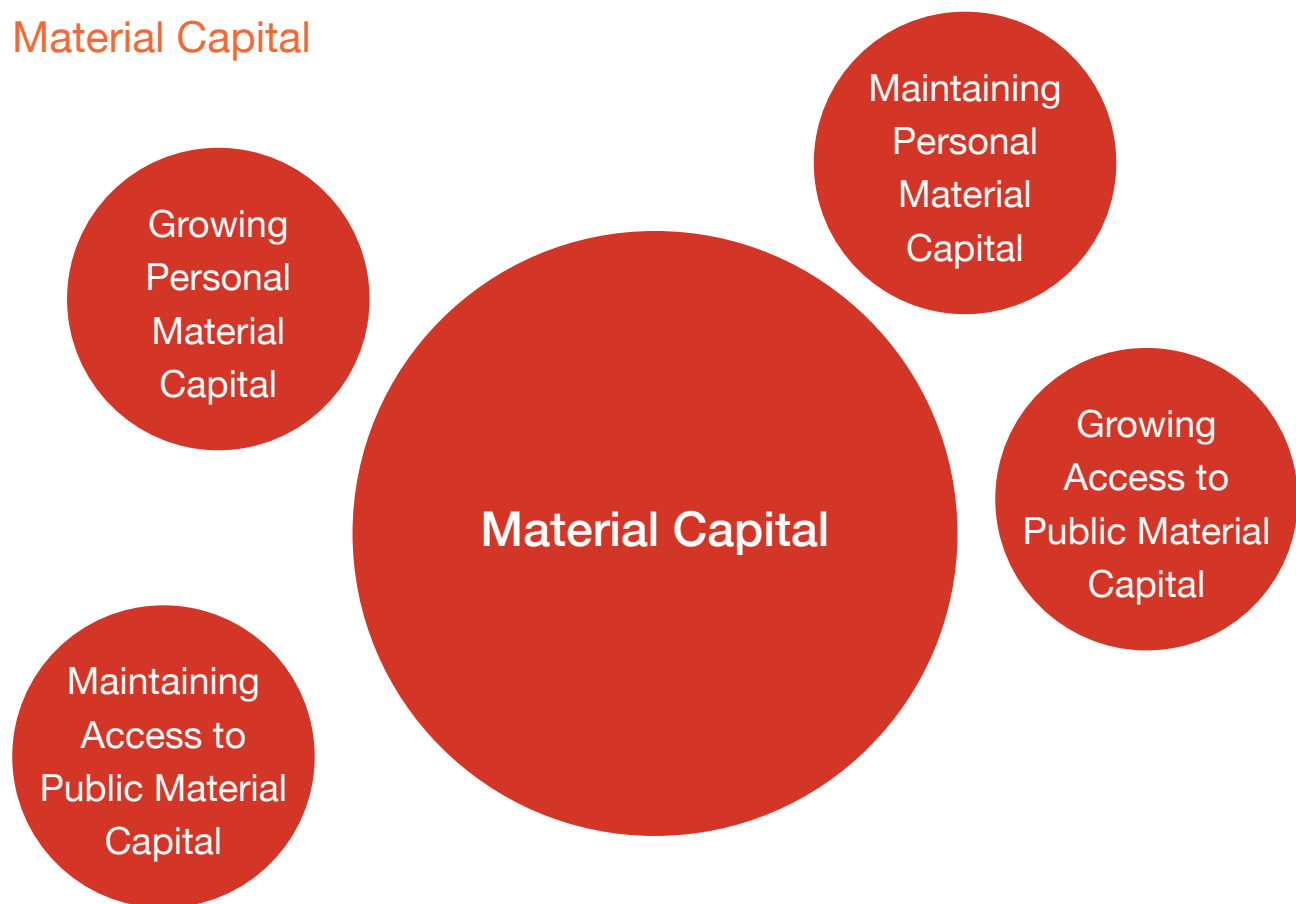 Material Capital
Maintaining
Personal
Material
Capital
Growing
Personal
Material
Capital
Growing
Access to
Public Material
Capital
Material Capital
Maintaining
Access to
Public Material
Capital